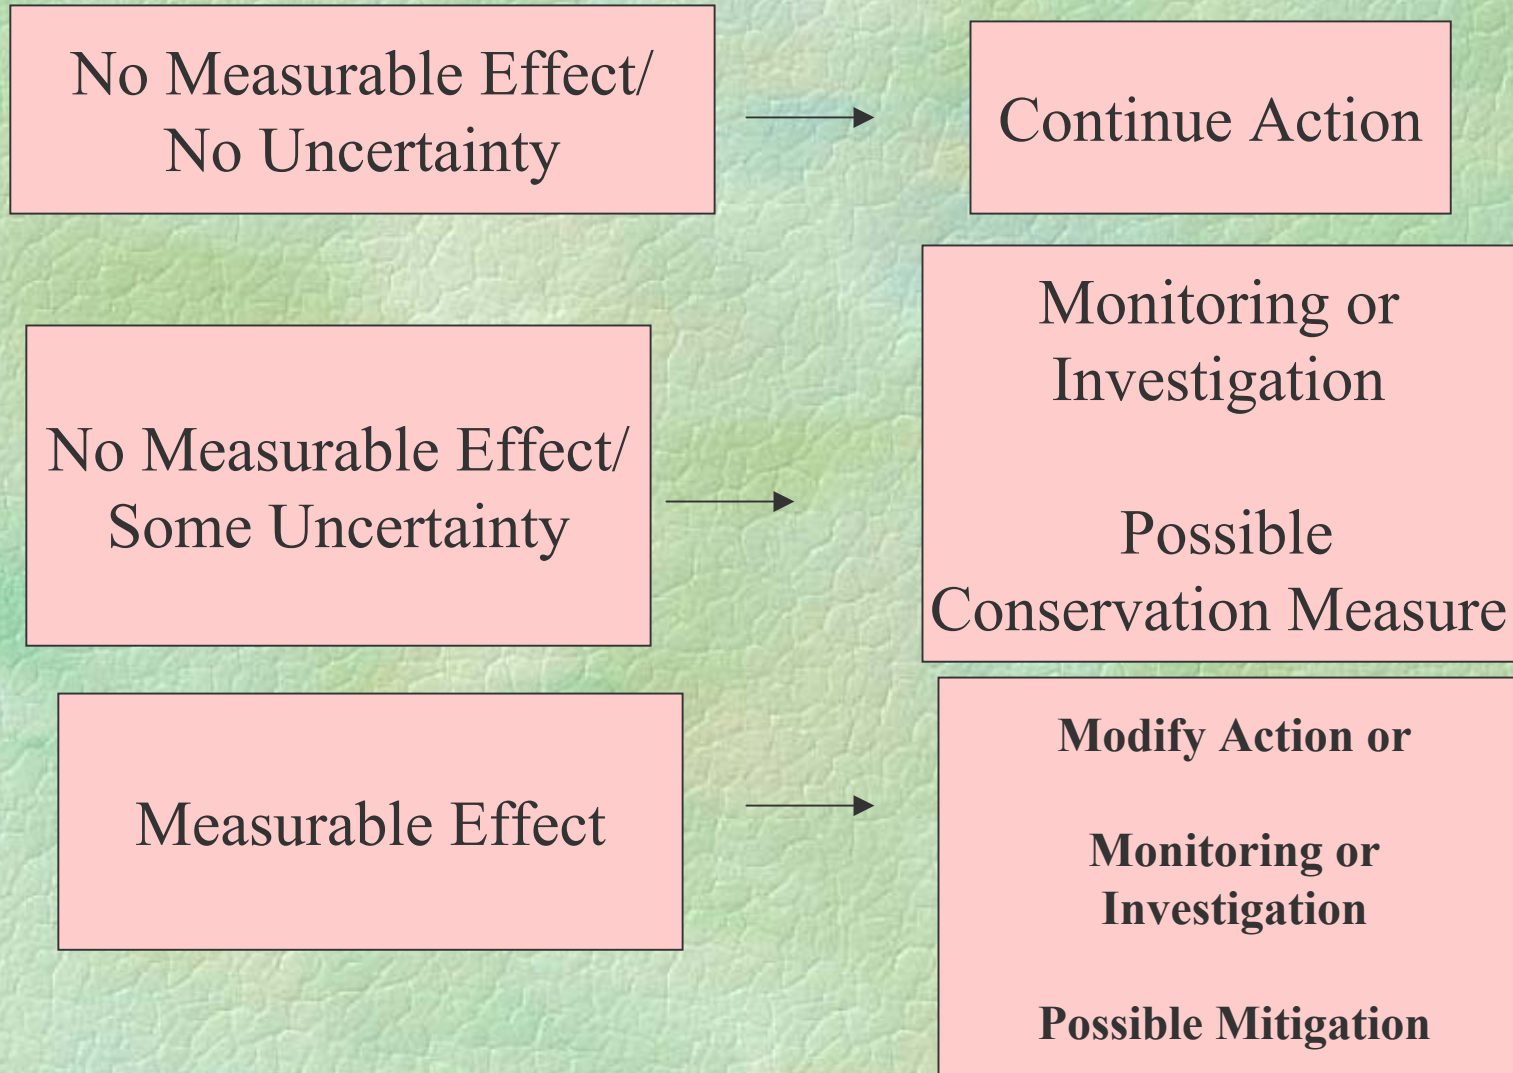 No Measurable Effect/
No Uncertainty
Continue Action
No Measurable Effect/
Some Uncertainty
Monitoring or
Investigation
Possible
Conservation Measure
Measurable Effect
Modify Action or
Monitoring or
Investigation
Possible Mitigation